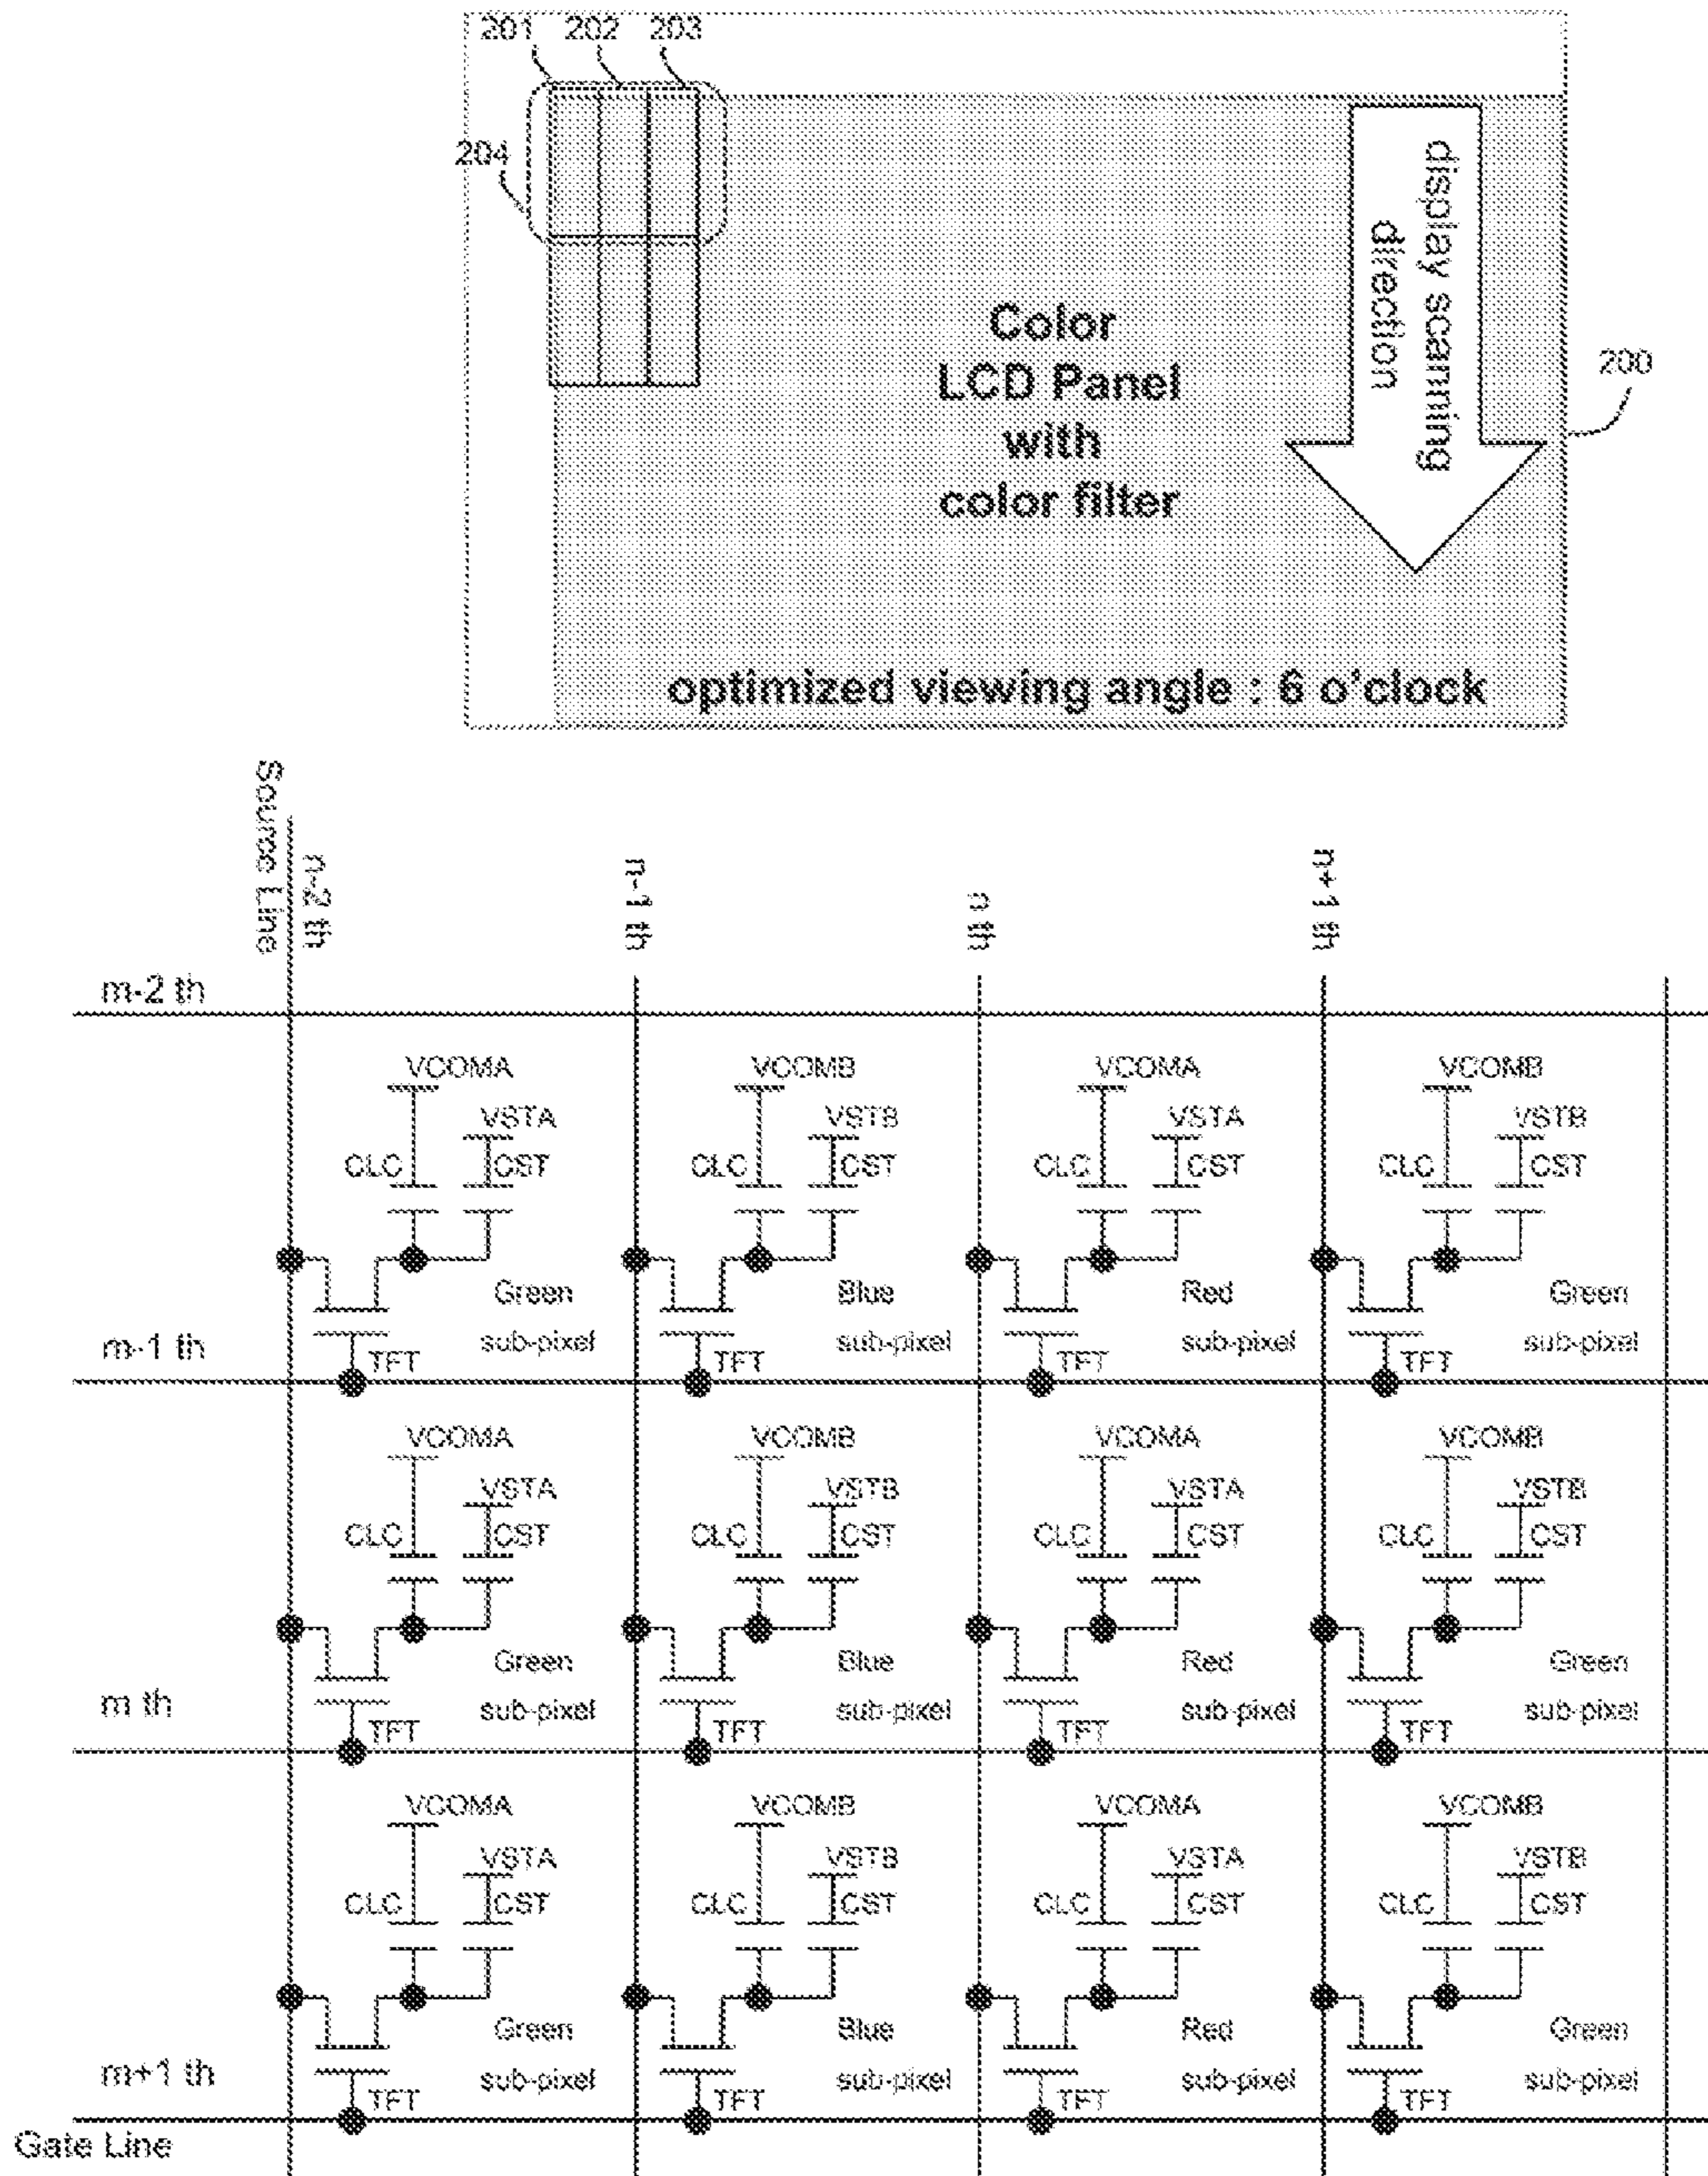 201 202 203
204
display scanning
direction
Color
LCD Panel
with
color filter
200
optimized viewing angle : 6 o'clock
Source Line
n-2 th
n-1 th
n th
n+1 th
m-2 th
VCOMA VCOMB VCOMA VCOMB
VSTA VSTB VSTA VSTB
CLC CST CLC CST CLC CST CLC CST
Green Blue Red Green
sub-pixel sub-pixel sub-pixel sub-pixel
m-1 th
TFT TFT TFT TFT
VCOMA VCOMB VCOMA VCOMB
VSTA VSTB VSTA VSTB
CLC CST CLC CST CLC CST CLC CST
Green Blue Red Green
sub-pixel sub-pixel sub-pixel sub-pixel
m th
TFT TFT TFT TFT
VCOMA VCOMB VCOMA VCOMB
VSTA VSTB VSTA VSTB
CLC CST CLC CST CLC CST CLC CST
Green Blue Red Green
sub-pixel sub-pixel sub-pixel sub-pixel
m+1 th
TFT TFT TFT TFT
Gate Line